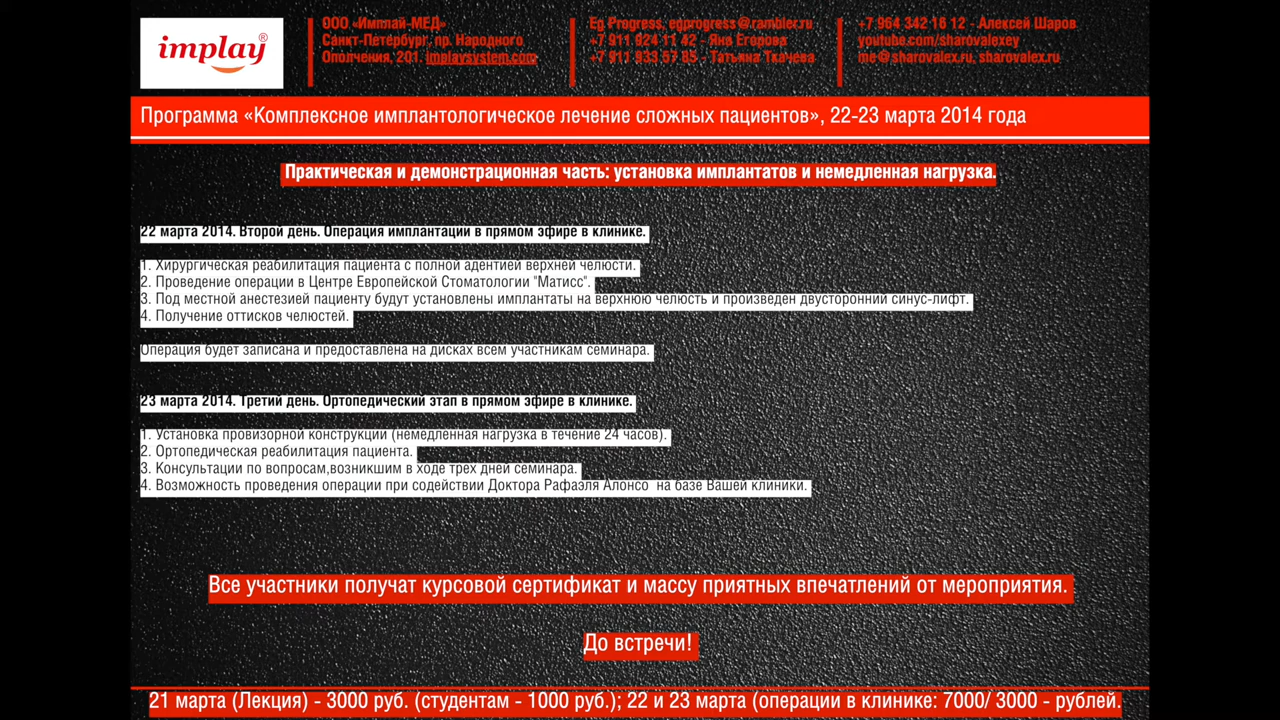 implay®
ООО «Имплай-МЕД»
Санкт-Петербург, пр. Народного
Ополчения, 201. implaysystem.com
Eg Progress, egprogress@rambler.ru
+7 911 924 11 42 - Яна Егорова
+7 911 933 57 85 - Татьяна Ткачева
+7 964 342 16 12 - Алексей Шаров
youtube.com/sharovalexey
me@sharovalex.ru, sharovalex.ru
Программа «Комплексное имплантологическое лечение сложных пациентов», 22-23 марта 2014 года
Практическая и демонстрационная часть: установка имплантатов и немедленная нагрузка.
22 марта 2014. Второй день. Операция имплантации в прямом эфире в клинике.
1. Хирургическая реабилитация пациента с полной адентией верхней челюсти.
2. Проведение операции в Центре Европейской Стоматологии "Матисс".
3. Под местной анестезией пациенту будут установлены имплантаты на верхнюю челюсть и произведен двусторонний синус-лифт.
4. Получение оттисков челюстей.
Операция будет записана и предоставлена на дисках всем участникам семинара.
23 марта 2014. Третий день. Ортопедический этап в прямом эфире в клинике.
1. Установка провизорной конструкции (немедленная нагрузка в течение 24 часов).
2. Ортопедическая реабилитация пациента.
3. Консультации по вопросам,возникшим в ходе трех дней семинара.
4. Возможность проведения операции при содействии Доктора Рафаэля Алонсо на базе Вашей клиники.
Все участники получат курсовой сертификат и массу приятных впечатлений от мероприятия.
До встречи!
21 марта (Лекция) - 3000 руб. (студентам - 1000 руб.); 22 и 23 марта (операции в клинике: 7000/ 3000 - рублей.